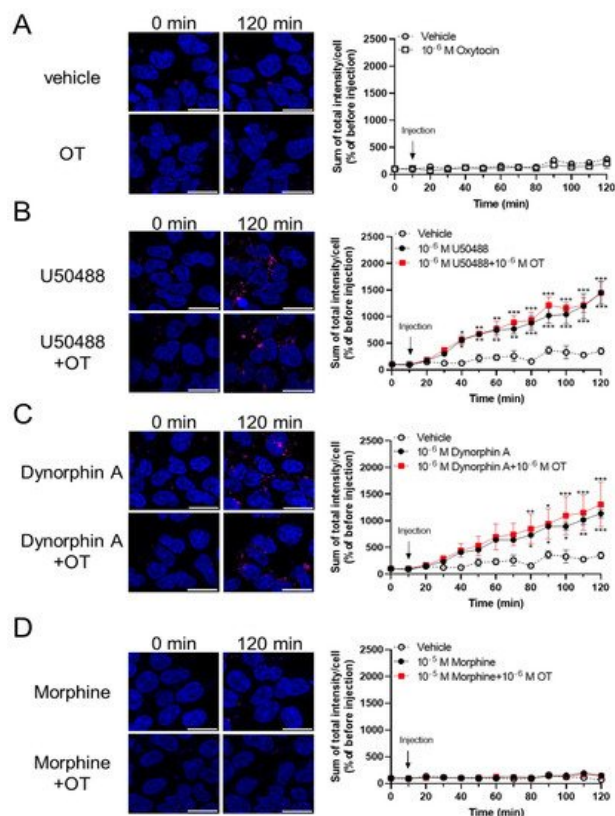 A
0 min 120 min
vehicle
OT
Sum of total intensity/cell
(% of before injection)
2500
2000
1500
1000
500
0
Vehicle
10⁻⁶ M Oxytocin
Injection
0 20 40 60 80 100 120
Time (min)
B
0 min 120 min
U50488
U50488
+OT
Sum of total intensity/cell
(% of before injection)
2500
2000
1500
1000
500
0
Vehicle
10⁻⁶ M U50488
10⁻⁶ M U50488+10⁻⁶ M OT
Injection
0 20 40 60 80 100 120
Time (min)
C
0 min 120 min
Dynorphin A
Dynorphin A
+OT
Sum of total intensity/cell
(% of before injection)
2500
2000
1500
1000
500
0
Vehicle
10⁻⁶ M Dynorphin A
10⁻⁶ M Dynorphin A+10⁻⁶ M OT
Injection
0 20 40 60 80 100 120
Time (min)
D
0 min 120 min
Morphine
Morphine
+OT
Sum of total intensity/cell
(% of before injection)
2500
2000
1500
1000
500
0
Vehicle
10⁻⁵ M Morphine
10⁻⁵ M Morphine+10⁻⁶ M OT
Injection
0 20 40 60 80 100 120
Time (min)